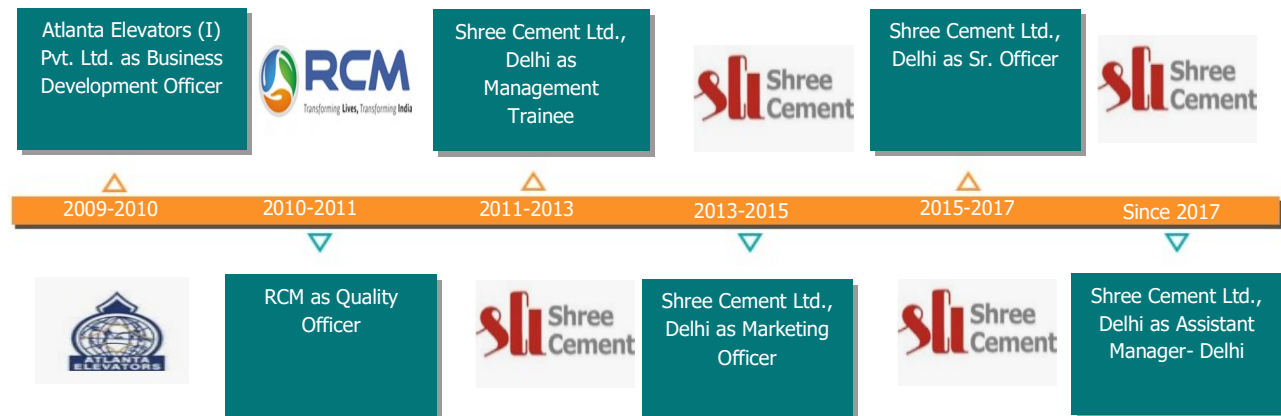 Atlanta Elevators (I)
Pvt. Ltd. as Business
Development Officer
RCM
Transforming Lives, Transforming India
Shree Cement Ltd.,
Delhi as
Management
Trainee
Shree
Cement
Shree Cement Ltd.,
Delhi as Sr. Officer
Shree
Cement
2009-2010
2010-2011
2011-2013
2013-2015
2015-2017
Since 2017
ATLANTA
ELEVATORS
RCM as Quality
Officer
Shree
Cement
Shree Cement Ltd.,
Delhi as Marketing
Officer
Shree
Cement
Shree Cement Ltd.,
Delhi as Assistant
Manager- Delhi